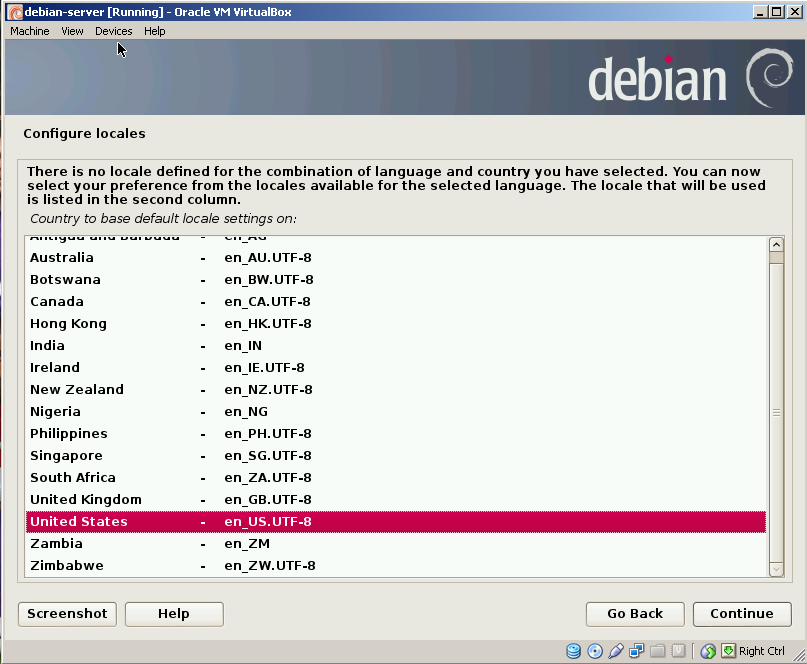 debian-server [Running] - Oracle VM VirtualBox
Machine View Devices Help
debian
Configure locales
There is no locale defined for the combination of language and country you have selected. You can now
select your preference from the locales available for the selected language. The locale that will be used
is listed in the second column.
Country to base default locale settings on:
Antigua and Barbuda - en_AG
Australia - en_AU.UTF-8
Botswana - en_BW.UTF-8
Canada - en_CA.UTF-8
Hong Kong - en_HK.UTF-8
India - en_IN
Ireland - en_IE.UTF-8
New Zealand - en_NZ.UTF-8
Nigeria - en_NG
Philippines - en_PH.UTF-8
Singapore - en_SG.UTF-8
South Africa - en_ZA.UTF-8
United Kingdom - en_GB.UTF-8
United States - en_US.UTF-8
Zambia - en_ZM
Zimbabwe - en_ZW.UTF-8
Screenshot Help Go Back Continue
Right Ctrl